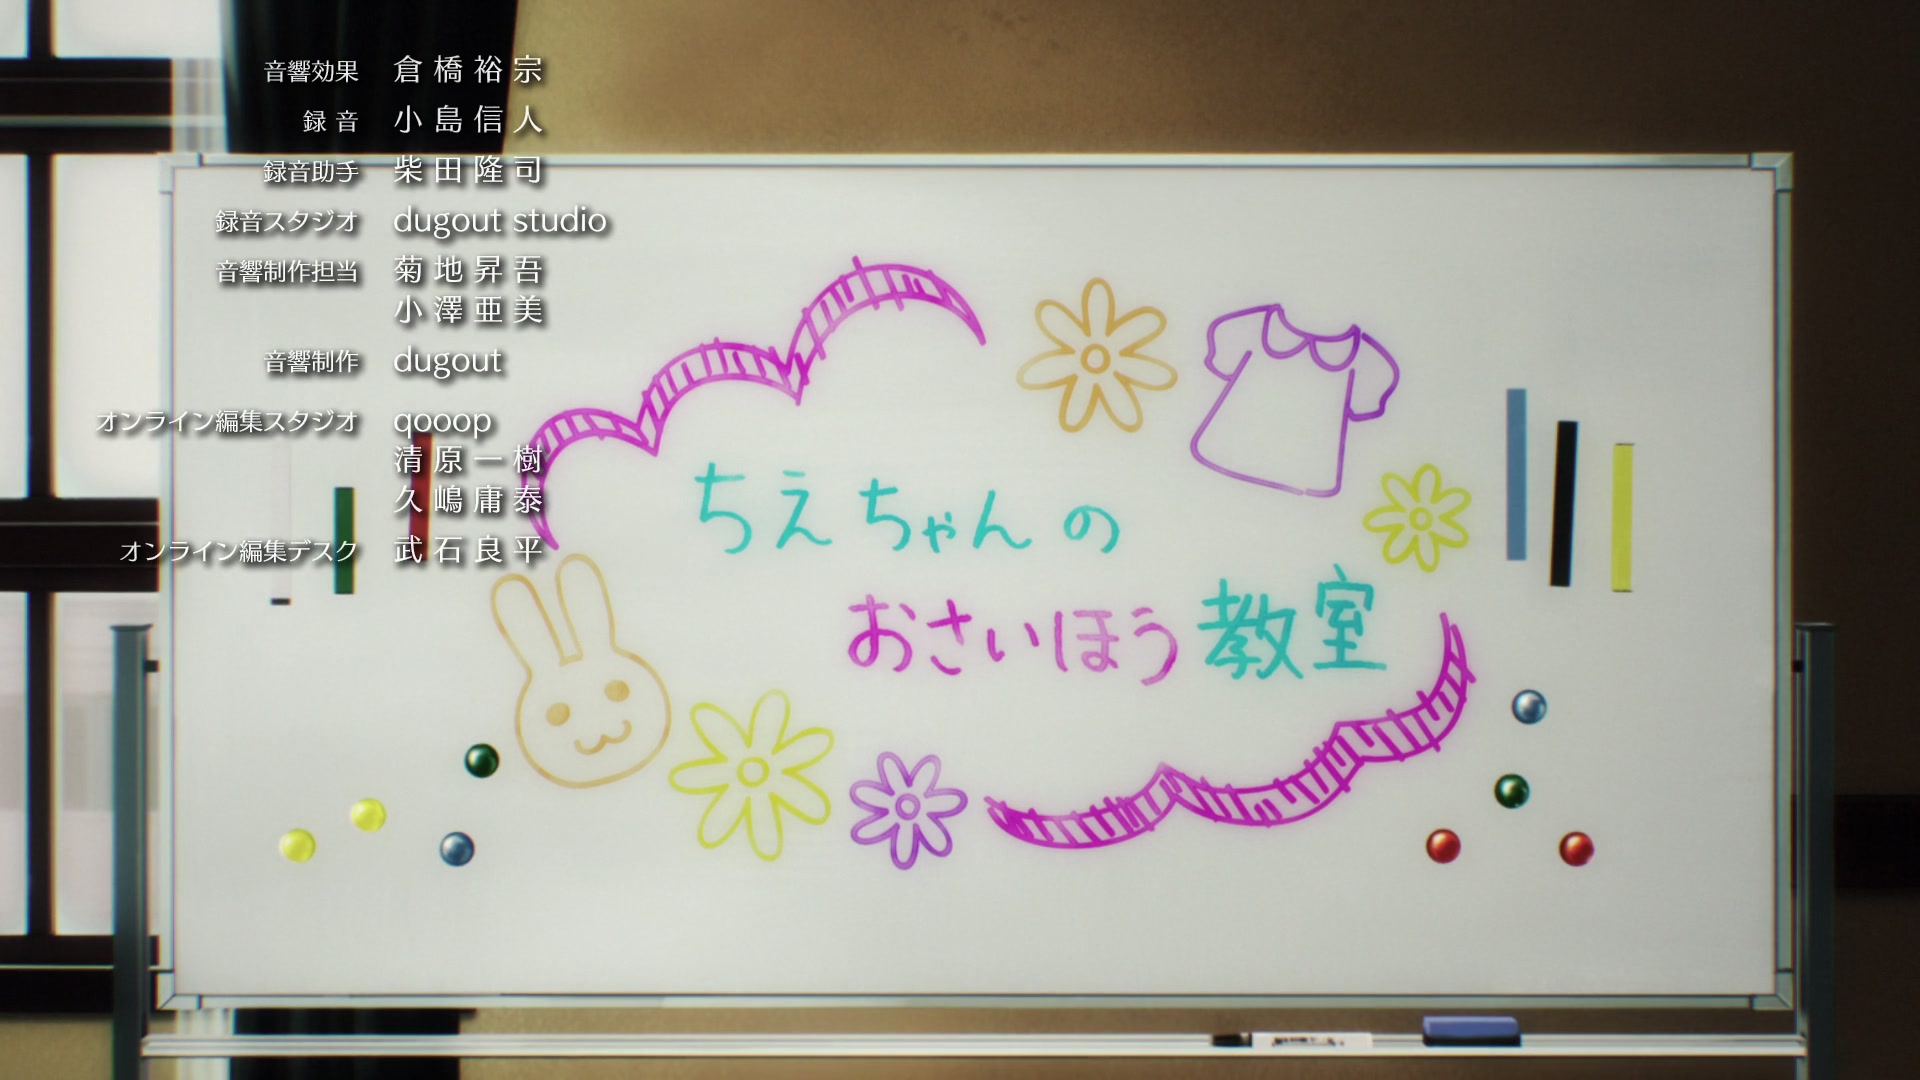 音響効果 倉橋裕宗
録音 小島信人
録音助手 柴田隆司
録音スタジオ dugout studio
音響制作担当 菊地昇吾
小澤亜美
音響制作 dugout
オンライン編集スタジオ qooop
清原一樹
久嶋庸泰
オンライン編集デスク 武石良平
ちえちゃんの
おさいほう教室